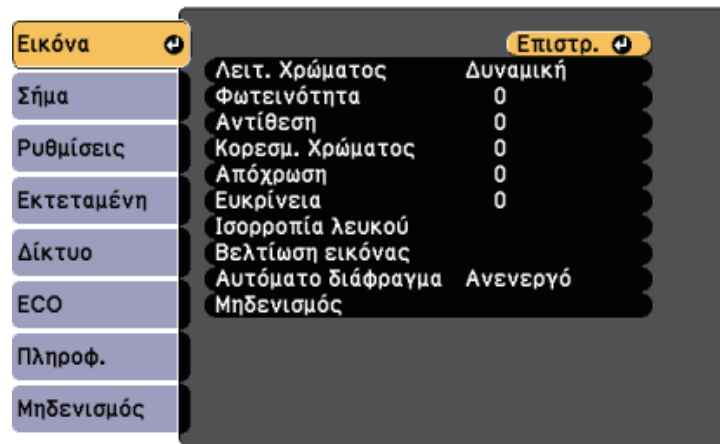 Εικόνα
Σήμα
Ρυθμίσεις
Εκτεταμένη
Δίκτυο
ECO
Πληροφ.
Μηδενισμός
Επιστρ.
Λειτ. Χρώματος Δυναμική
Φωτεινότητα 0
Αντίθεση 0
Κορεσμ. Χρώματος 0
Απόχρωση 0
Ευκρίνεια 0
Ισορροπία λευκού
Βελτίωση εικόνας
Αυτόματο διάφραγμα Ανενεργό
Μηδενισμός